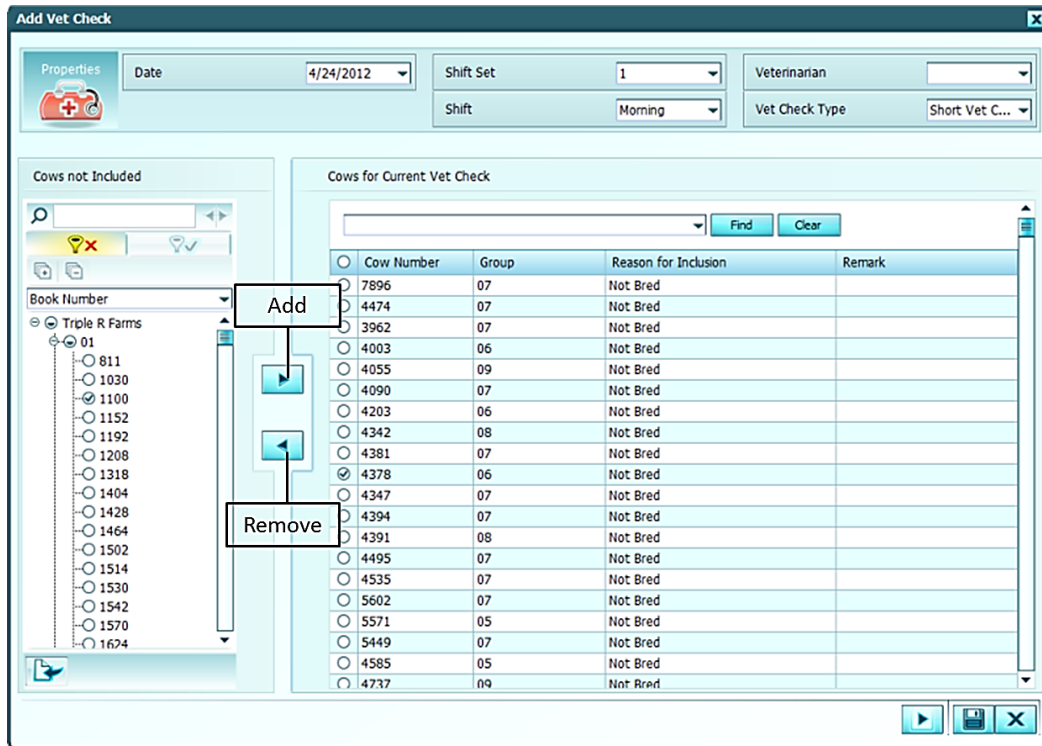 Add Vet Check
Properties
Date 4/24/2012
Shift Set 1
Veterinarian
Shift Morning
Vet Check Type Short Vet C...
Cows not Included
Book Number
Triple R Farms
01
811
1030
1100
1152
1192
1208
1318
1404
1428
1464
1502
1514
1530
1542
1570
1624
Add
Remove
Cows for Current Vet Check
Find Clear
Cow Number Group Reason for Inclusion Remark
7896 07 Not Bred
4474 07 Not Bred
3962 07 Not Bred
4003 06 Not Bred
4055 09 Not Bred
4090 07 Not Bred
4203 06 Not Bred
4342 08 Not Bred
4381 07 Not Bred
4378 06 Not Bred
4347 07 Not Bred
4394 07 Not Bred
4391 08 Not Bred
4495 07 Not Bred
4535 07 Not Bred
5602 07 Not Bred
5571 05 Not Bred
5449 07 Not Bred
4585 05 Not Bred
4737 09 Not Bred